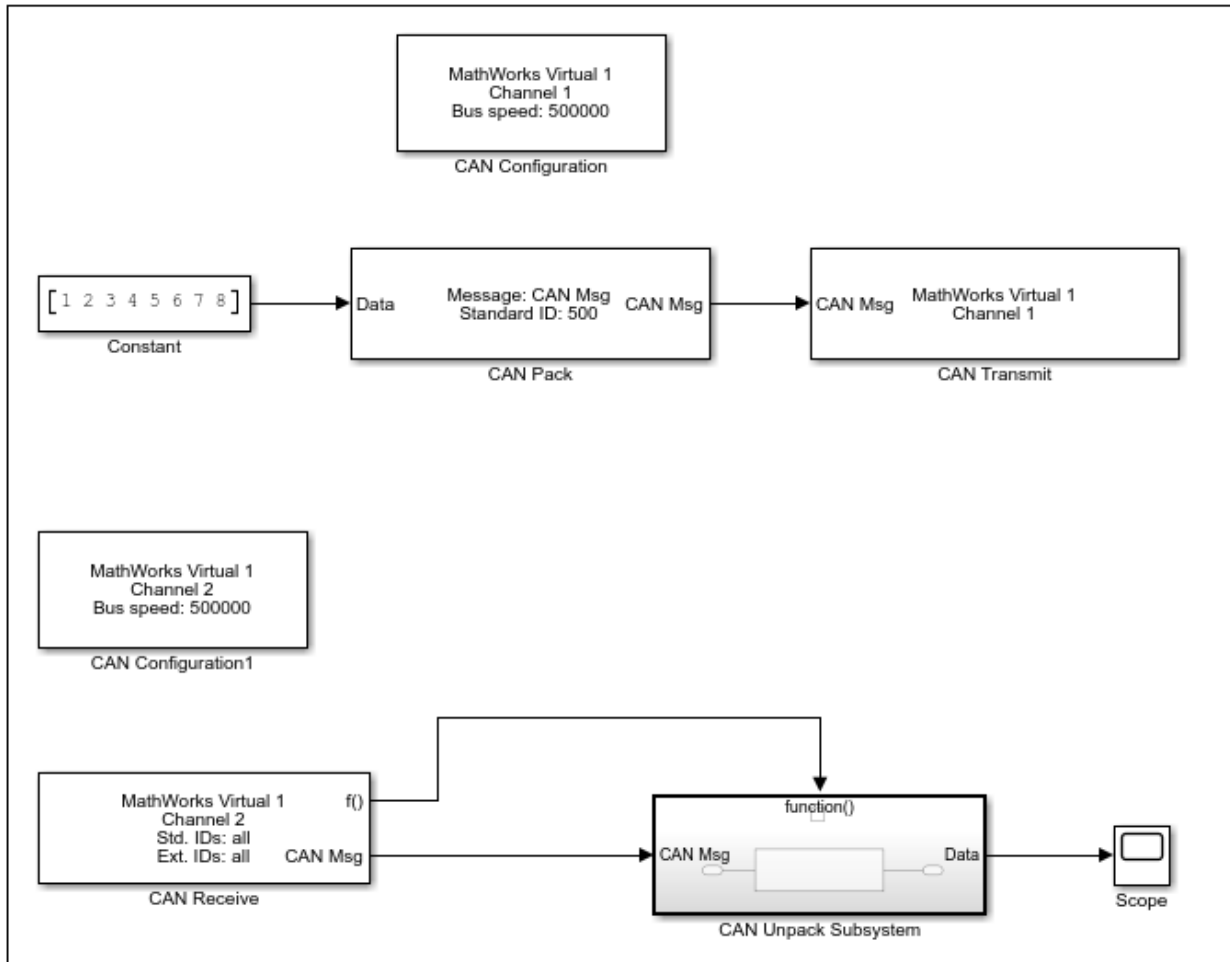 MathWorks Virtual 1
Channel 1
Bus speed: 500000
CAN Configuration
[1 2 3 4 5 6 7 8]
Constant
Data
Message: CAN Msg
Standard ID: 500
CAN Msg
CAN Pack
CAN Msg
MathWorks Virtual 1
Channel 1
CAN Transmit
MathWorks Virtual 1
Channel 2
Bus speed: 500000
CAN Configuration1
MathWorks Virtual 1
Channel 2
Std. IDs: all
Ext. IDs: all
f()
CAN Msg
CAN Receive
function()
CAN Msg
Data
CAN Unpack Subsystem
Scope